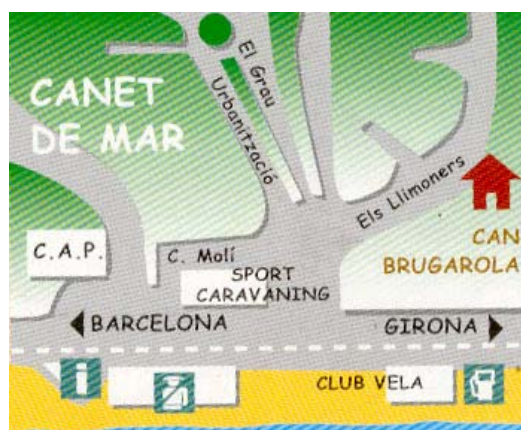 CANET
DE MAR
El Grau
Urbanització
Els Llimoners
C.A.P.
C. Molí
SPORT
CARAVANING
CAN
BRUGAROLA
BARCELONA
GIRONA
i
CLUB VELA